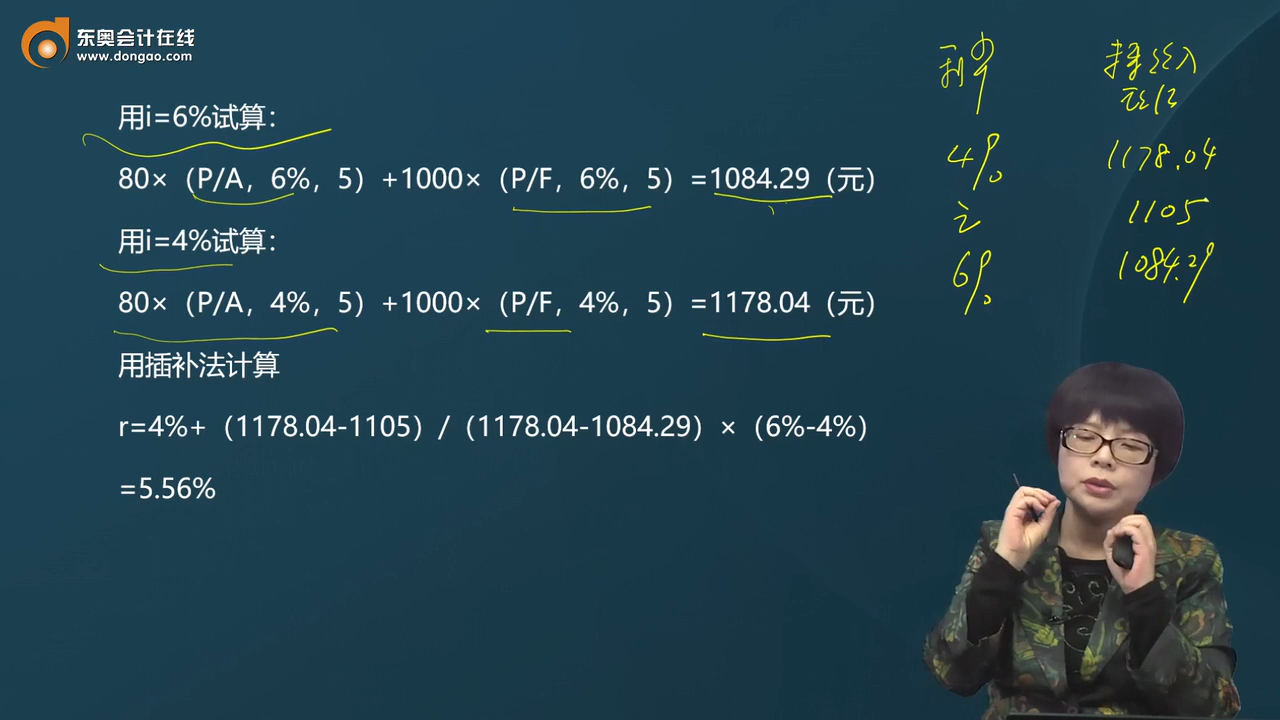 东奥会计在线
www.dongao.com
用i=6%试算：
80×（P/A，6%，5）+1000×（P/F，6%，5）=1084.29（元）
用i=4%试算：
80×（P/A，4%，5）+1000×（P/F，4%，5）=1178.04（元）
用插补法计算
r=4%+（1178.04-1105）/（1178.04-1084.29）×（6%-4%）
=5.56%
利率
4% 1178.04
1105
6% 1084.29